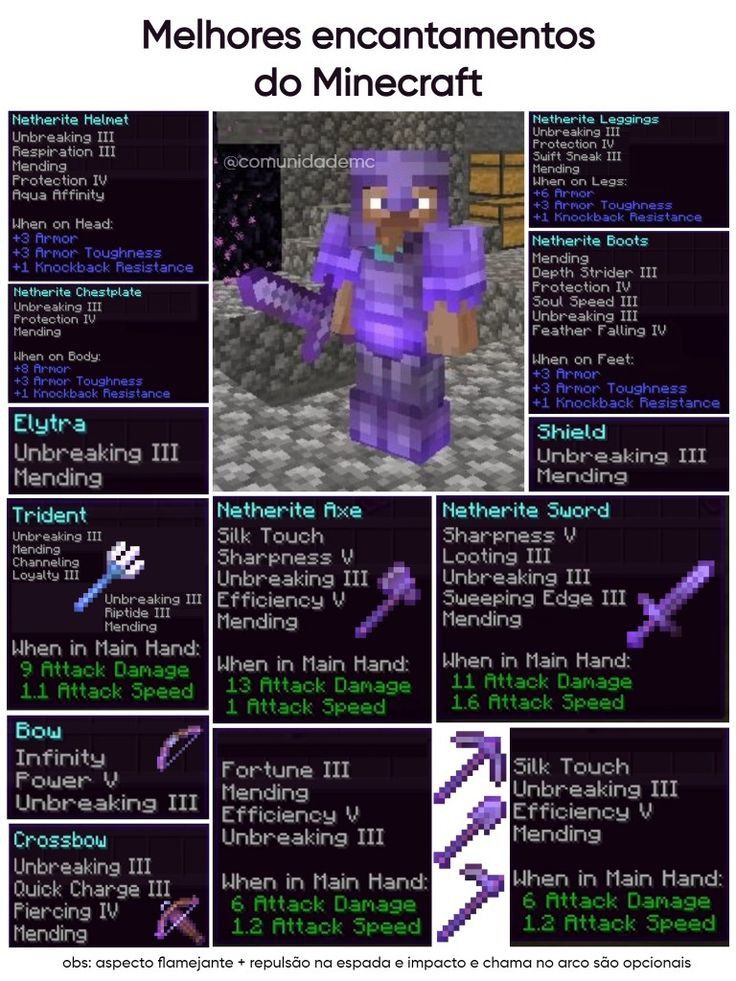 Melhores encantamentos
do Minecraft
Netherite Helmet
Unbreaking III
Respiration III
Mending
Protection IV
Aqua Affinity
When on Head:
+3 Armor
+3 Armor Toughness
+1 Knockback Resistance
@comunidademc
Netherite Leggings
Unbreaking III
Protection IV
Swift Sneak III
Mending
When on Legs:
+6 Armor
+3 Armor Toughness
+1 Knockback Resistance
Netherite Chestplate
Unbreaking III
Protection IV
Mending
When on Body:
+8 Armor
+3 Armor Toughness
+1 Knockback Resistance
Netherite Boots
Mending
Depth Strider III
Protection IV
Soul Speed III
Unbreaking III
Feather Falling IV
When on Feet:
+3 Armor
+3 Armor Toughness
+1 Knockback Resistance
Elytra
Unbreaking III
Mending
Shield
Unbreaking III
Mending
Trident
Unbreaking III
Mending
Channeling
Loyalty III
Unbreaking III
Riptide III
Mending
When in Main Hand:
9 Attack Damage
1.1 Attack Speed
Netherite Axe
Silk Touch
Sharpness V
Unbreaking III
Efficiency V
Mending
When in Main Hand:
13 Attack Damage
1 Attack Speed
Netherite Sword
Sharpness V
Looting III
Unbreaking III
Sweeping Edge III
Mending
When in Main Hand:
11 Attack Damage
1.6 Attack Speed
Bow
Infinity
Power V
Unbreaking III
Crossbow
Unbreaking III
Quick Charge III
Piercing IV
Mending
Fortune III
Mending
Efficiency V
Unbreaking III
When in Main Hand:
6 Attack Damage
1.2 Attack Speed
Silk Touch
Unbreaking III
Efficiency V
Mending
When in Main Hand:
6 Attack Damage
1.2 Attack Speed
obs: aspecto flamejante + repulsão na espada e impacto e chama no arco são opcionais